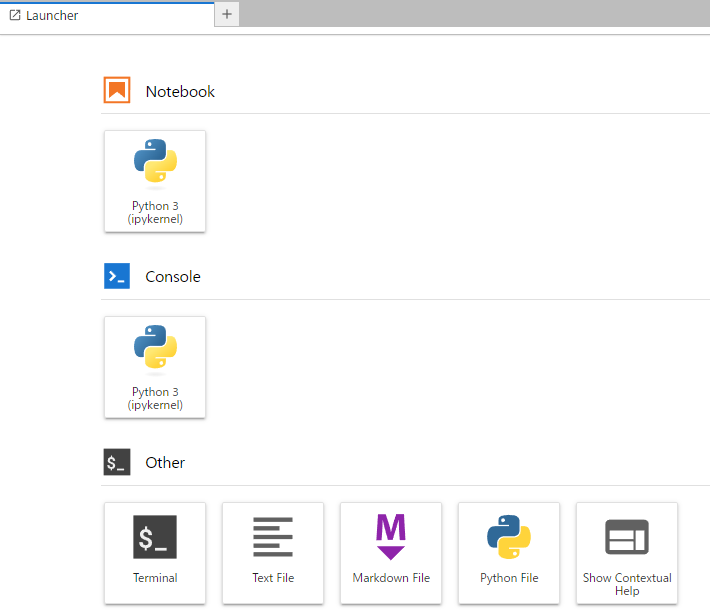 Launcher
+
Notebook
Python 3
(ipykernel)
>_
Console
Python 3
(ipykernel)
$_
Other
$_
M
Terminal
Text File
Markdown File
Python File
Show Contextual
Help